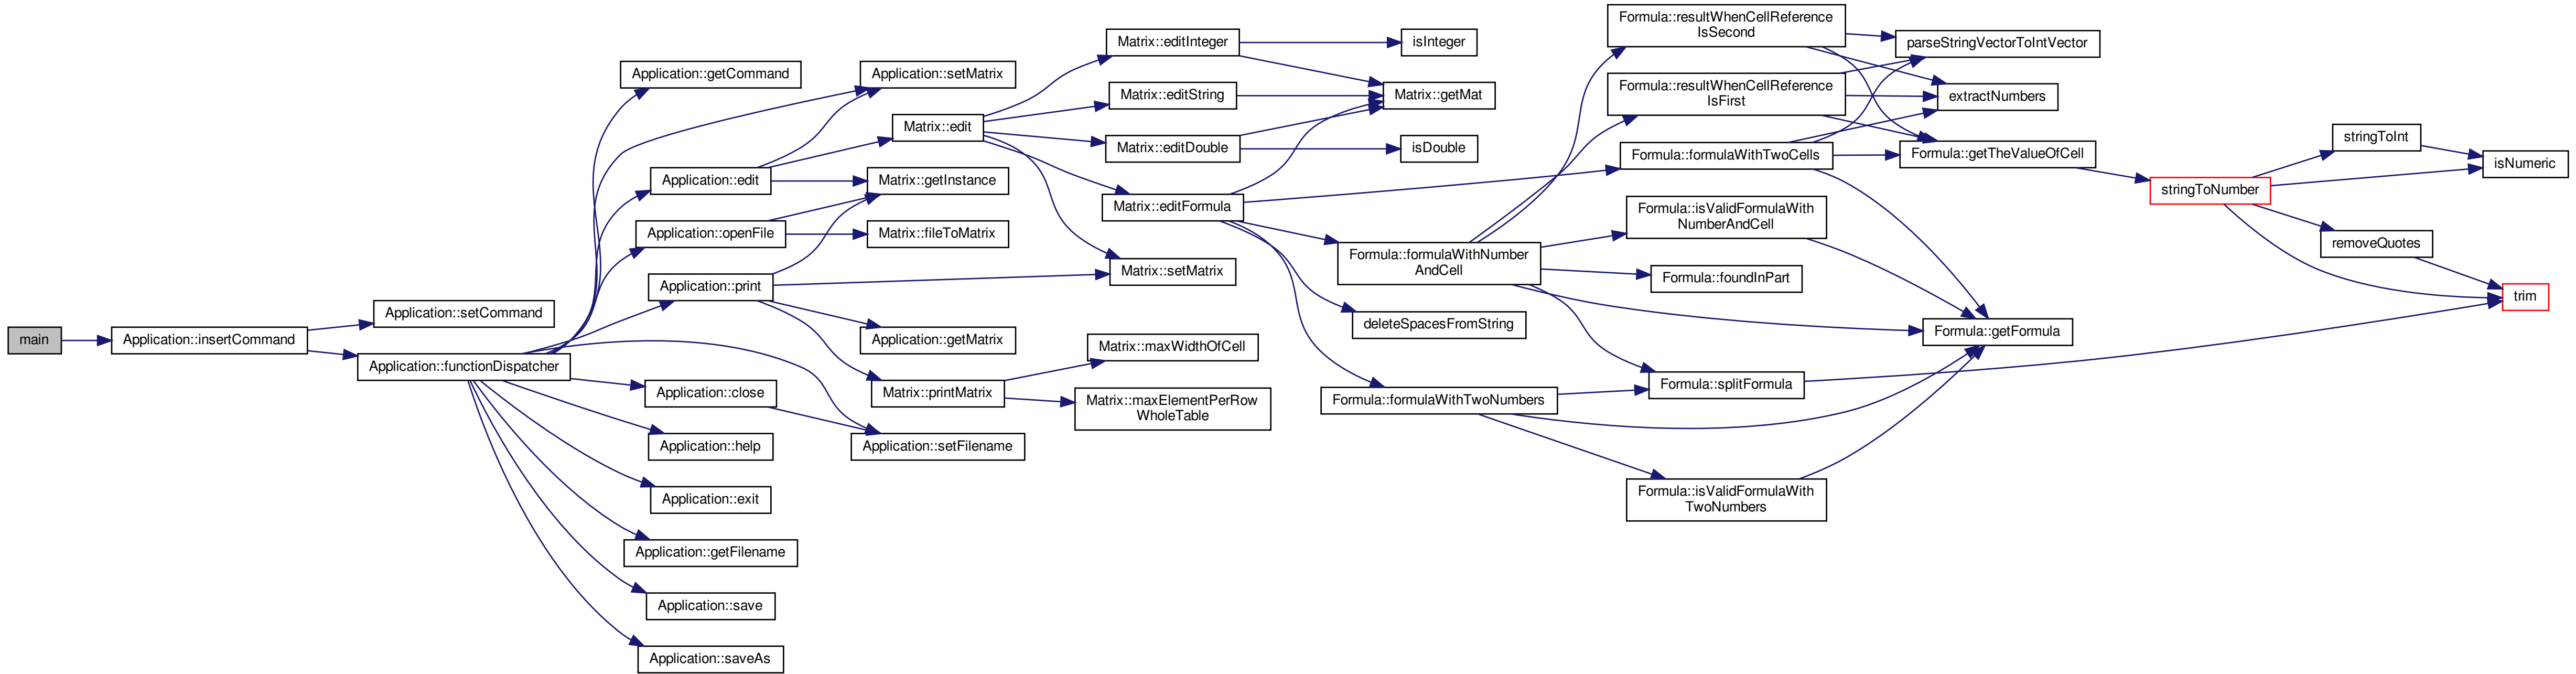 main
Application::insertCommand
Application::setCommand
Application::functionDispatcher
Application::getCommand
Application::edit
Application::openFile
Application::print
Application::close
Application::help
Application::exit
Application::getFilename
Application::save
Application::saveAs
Application::setMatrix
Matrix::edit
Matrix::getInstance
Matrix::fileToMatrix
Application::getMatrix
Matrix::printMatrix
Application::setFilename
Matrix::editInteger
Matrix::editString
Matrix::editDouble
Matrix::editFormula
Matrix::setMatrix
Matrix::maxWidthOfCell
Matrix::maxElementPerRow
WholeTable
isInteger
Matrix::getMat
isDouble
Formula::formulaWithNumber
AndCell
deleteSpacesFromString
Formula::formulaWithTwoNumbers
Formula::resultWhenCellReference
IsSecond
Formula::resultWhenCellReference
IsFirst
Formula::formulaWithTwoCells
Formula::isValidFormulaWith
NumberAndCell
Formula::foundInPart
Formula::splitFormula
Formula::isValidFormulaWith
TwoNumbers
parseStringVectorToIntVector
extractNumbers
Formula::getTheValueOfCell
Formula::getFormula
stringToNumber
stringToInt
removeQuotes
isNumeric
trim